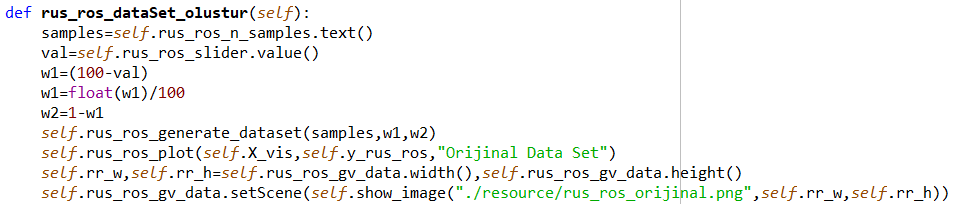 def rus_ros_dataSet_olustur(self):
    samples=self.rus_ros_n_samples.text()
    val=self.rus_ros_slider.value()
    w1=(100-val)
    w1=float(w1)/100
    w2=1-w1
    self.rus_ros_generate_dataset(samples,w1,w2)
    self.rus_ros_plot(self.X_vis,self.y_rus_ros,"Orijinal Data Set")
    self.rr_w,self.rr_h=self.rus_ros_gv_data.width(),self.rus_ros_gv_data.height()
    self.rus_ros_gv_data.setScene(self.show_image("./resource/rus_ros_orijinal.png",self.rr_w,self.rr_h))